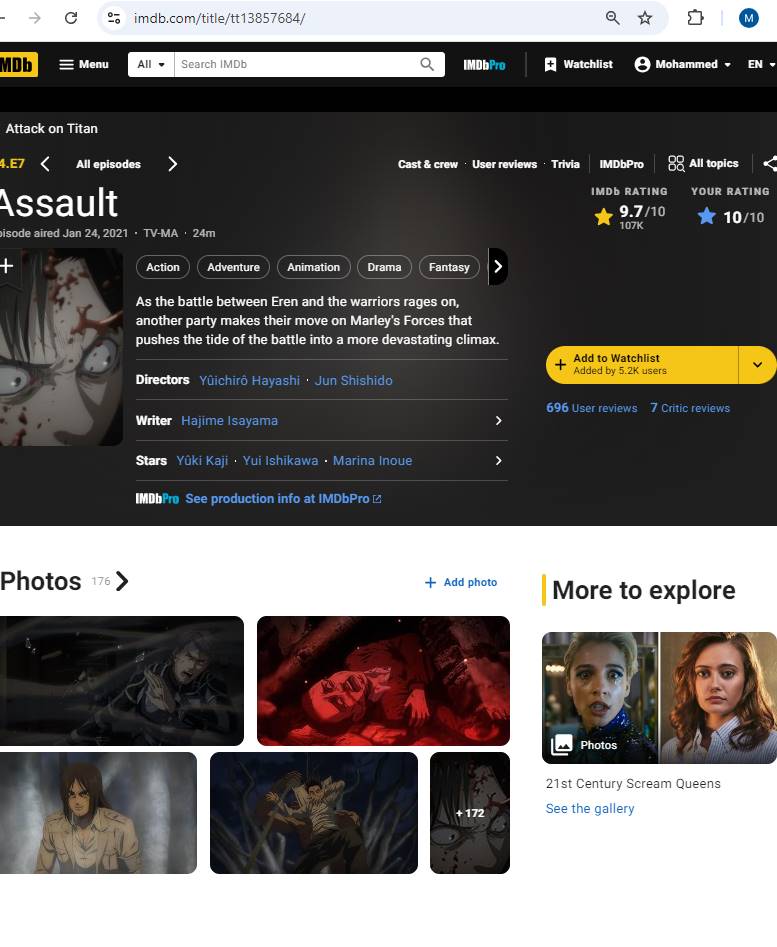 imdb.com/title/tt13857684/
M
MDb
Menu
All
Search IMDb
IMDbPro
Watchlist
Mohammed
EN
Attack on Titan
4.E7
All episodes
Cast & crew · User reviews · Trivia
IMDbPro
All topics
Assault
IMDb RATING
YOUR RATING
9.7/10
107K
10/10
pisode aired Jan 24, 2021 · TV-MA · 24m
Action
Adventure
Animation
Drama
Fantasy
As the battle between Eren and the warriors rages on,
another party makes their move on Marley's Forces that
pushes the tide of the battle into a more devastating climax.
Add to Watchlist
Added by 5.2K users
Directors Yûichirô Hayashi · Jun Shishido
696 User reviews 7 Critic reviews
Writer Hajime Isayama
Stars Yûki Kaji · Yui Ishikawa · Marina Inoue
IMDbPro See production info at IMDbPro
Photos 176
+ Add photo
More to explore
Photos
+ 172
21st Century Scream Queens
See the gallery